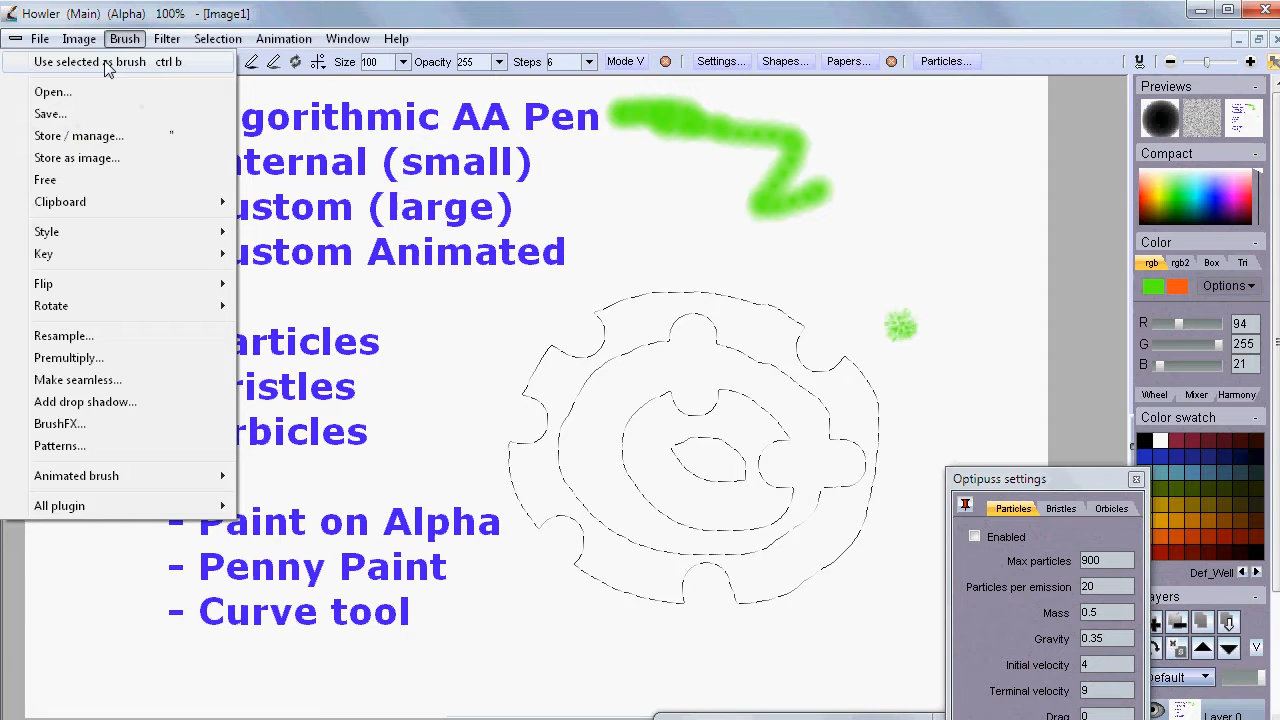 Howler (Main) (Alpha) 100% - [Image1]
File Image Brush Filter Selection Animation Window Help
Use selected as brush ctrl b
Size 100 Opacity 255 Steps 6 Mode V Settings... Shapes... Papers... Particles...
Open...
Save...
Store / manage... "
Store as image...
Free
Clipboard
Style
Key
Flip
Rotate
Resample...
Premultiply...
Make seamless...
Add drop shadow...
BrushFX...
Patterns...
Animated brush
All plugin
gorithmic AA Pen
nternal (small)
ustom (large)
ustom Animated
articles
ristles
rbicles
- Paint on Alpha
- Penny Paint
- Curve tool
Previews
Compact
Color
rgb rgb2 Box Tri
Options
R 94
G 255
B 21
Wheel Mixer Harmony
Color swatch
Def_Well
ayers
V
Default
Layer 0
Optipuss settings
Particles Bristles Orbicles
Enabled
Max particles 900
Particles per emission 20
Mass 0.5
Gravity 0.35
Initial velocity 4
Terminal velocity 9
Drag 0